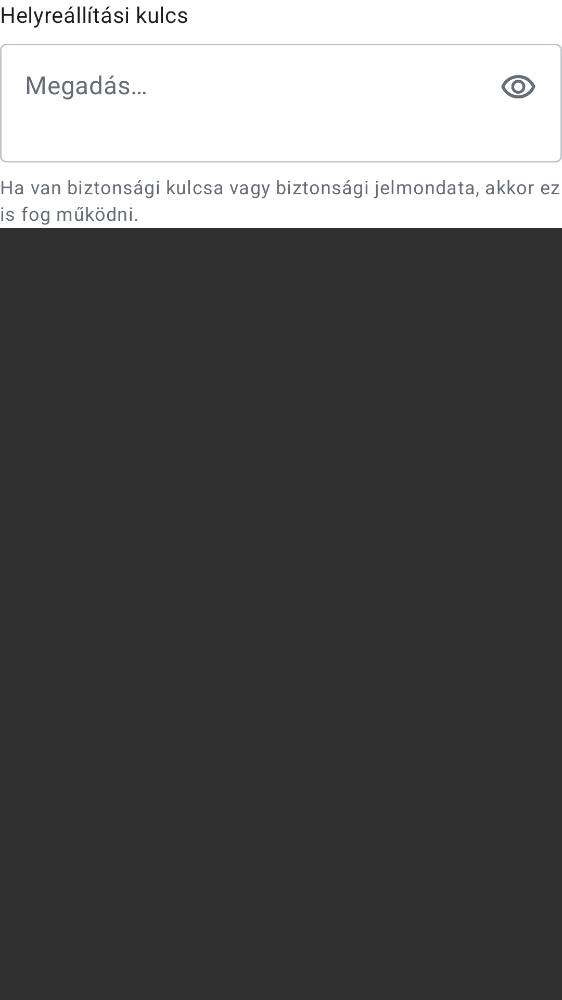 Helyreállítási kulcs
Megadás…
Ha van biztonsági kulcsa vagy biztonsági jelmondata, akkor ez
is fog működni.